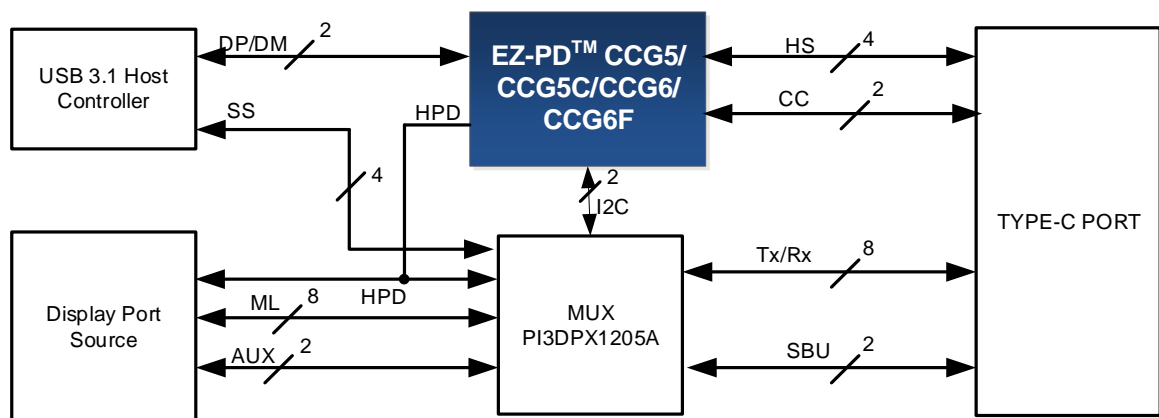 USB 3.1 Host
Controller
DP/DM
2
SS
4
HPD
EZ-PD™ CCG5/
CCG5C/CCG6/
CCG6F
HS
4
CC
2
2
I2C
TYPE-C PORT
Display Port
Source
HPD
ML
8
AUX
2
MUX
PI3DPX1205A
Tx/Rx
8
SBU
2